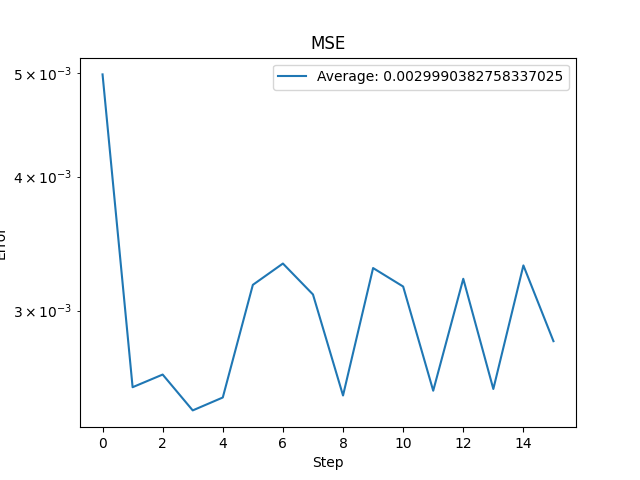 MSE
Average: 0.0029990382758337025
5 × 10⁻³
4 × 10⁻³
3 × 10⁻³
Error
0 2 4 6 8 10 12 14
Step